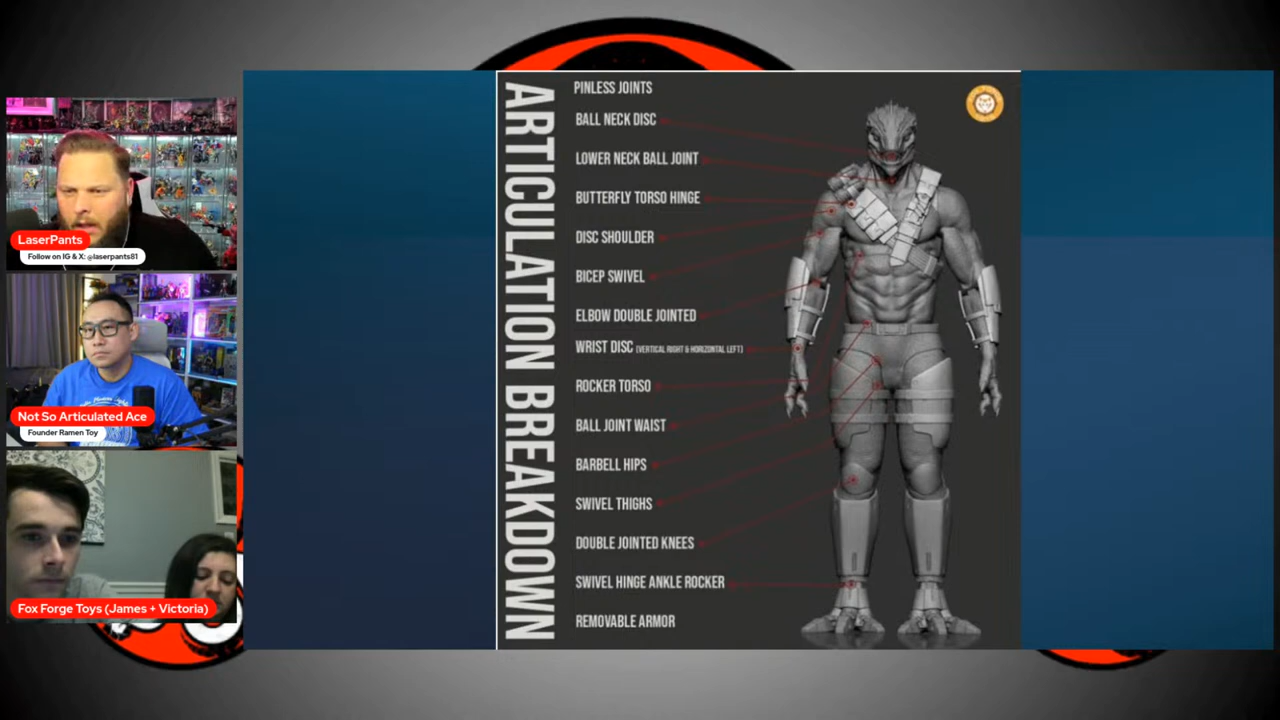 LaserPants
Follow on IG & X: @laserpants81
Not So Articulated Ace
Founder Ramen Toy
Fox Forge Toys (James + Victoria)
ARTICULATION BREAKDOWN
PINLESS JOINTS
BALL NECK DISC
LOWER NECK BALL JOINT
BUTTERFLY TORSO HINGE
DISC SHOULDER
BICEP SWIVEL
ELBOW DOUBLE JOINTED
WRIST DISC (VERTICAL RIGHT & HORIZONTAL LEFT)
ROCKER TORSO
BALL JOINT WAIST
BARBELL HIPS
SWIVEL THIGHS
DOUBLE JOINTED KNEES
SWIVEL HINGE ANKLE ROCKER
REMOVABLE ARMOR